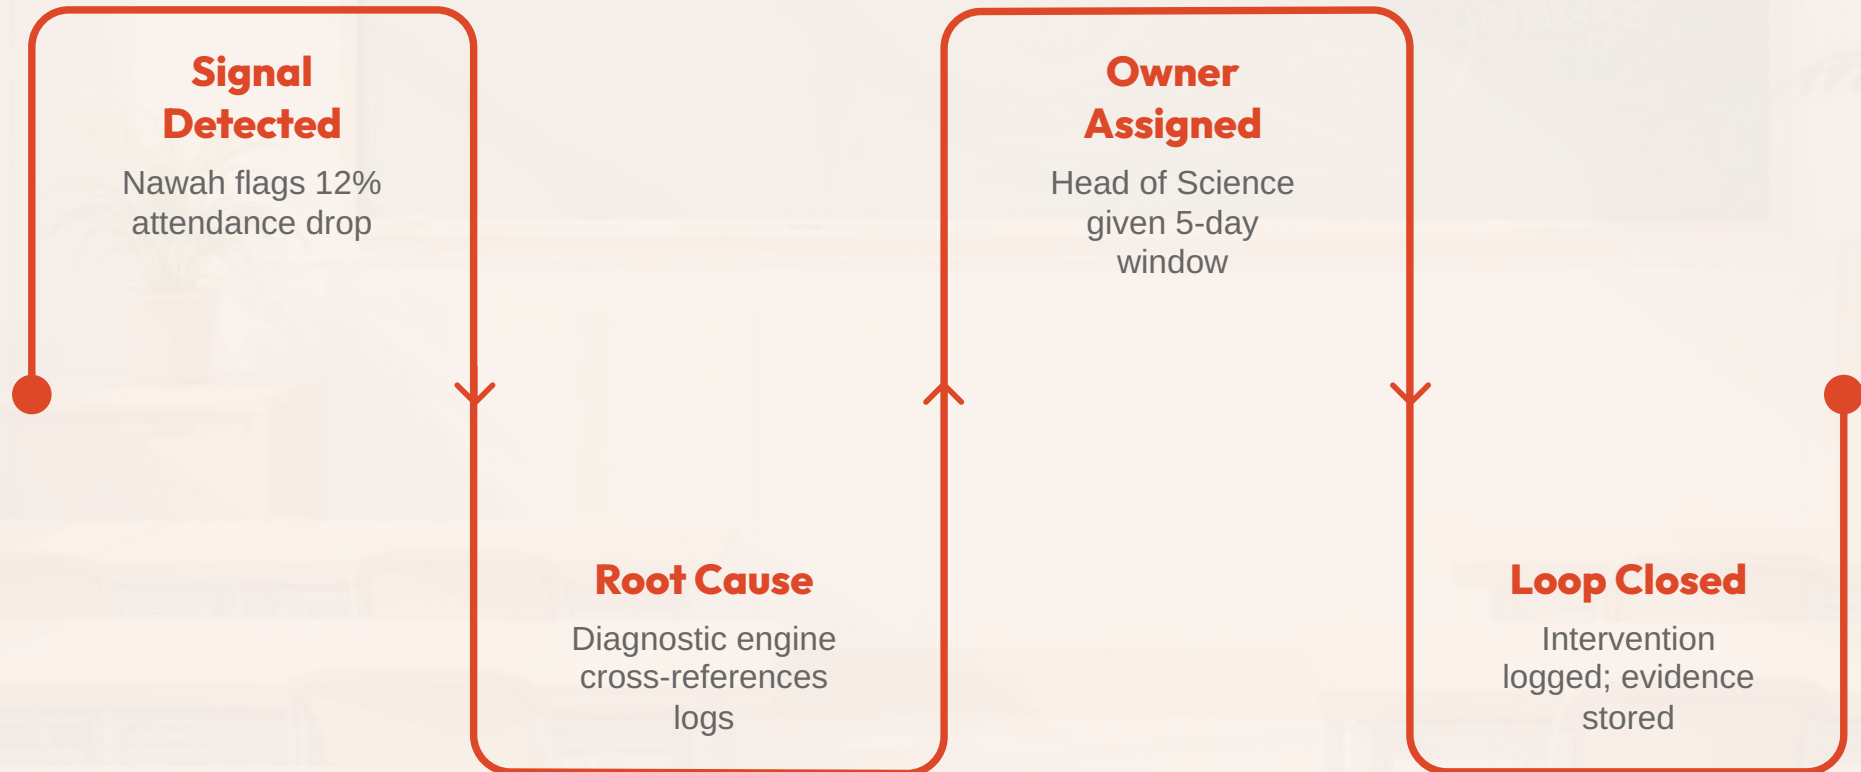 Signal
Detected
Nawah flags 12%
attendance drop
Root Cause
Diagnostic engine
cross-references
logs
Owner
Assigned
Head of Science
given 5-day
window
Loop Closed
Intervention
logged; evidence
stored